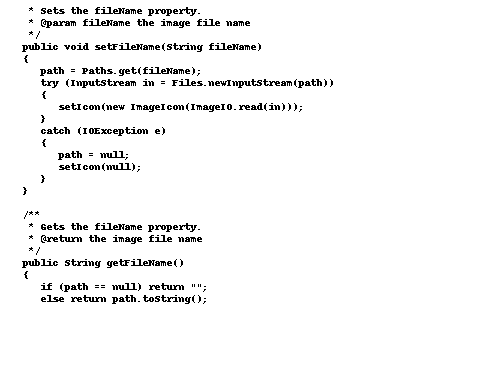 * Sets the fileName property.
* @param fileName the image file name
*/
public void setFileName(String fileName)
{
path = Paths.get(fileName);
try (InputStream in = Files.newInputStream(path))
{
setIcon(new ImageIcon(ImageIO.read(in)));
}
catch (IOException e)
{
path = null;
setIcon(null);
}
}
/**
* Gets the fileName property.
* @return the image file name
*/
public String getFileName()
{
if (path == null) return "";
else return path.toString();